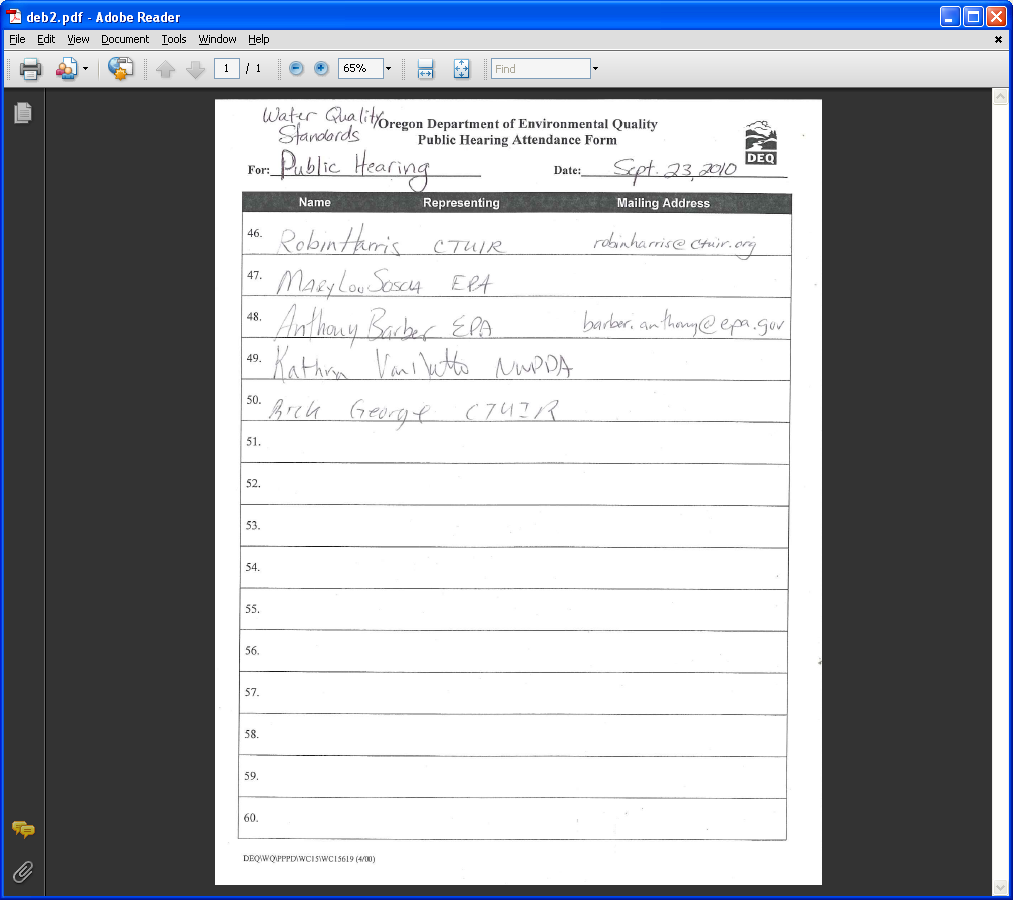 deb2.pdf - Adobe Reader
File Edit View Document Tools Window Help
1 / 1 65% Find
Water Quality
Standards
Oregon Department of Environmental Quality
Public Hearing Attendance Form
DEQ
For: Public Hearing Date: Sept. 23, 2010
Name Representing Mailing Address
46. Robin Harris CTUIR robinharris@ctuir.org
47. MaryLou Soscia EPA
48. Anthony Barber EPA barber.anthony@epa.gov
49. Kathryn NWPPA
50. Rick George CTUIR
51.
52.
53.
54.
55.
56.
57.
58.
59.
60.
DEQ\WQ\PPPD\WC15\WC15619 (4/00)